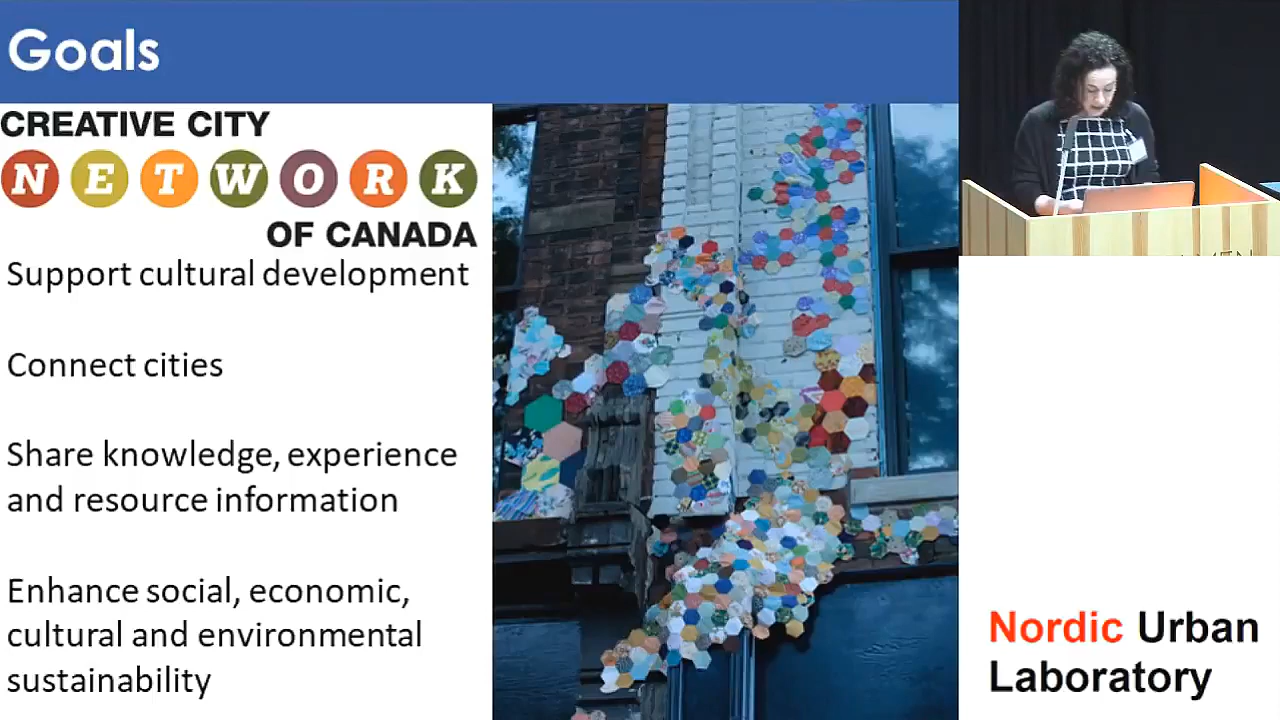 Goals
CREATIVE CITY
NETWORK
OF CANADA
Support cultural development
Connect cities
Share knowledge, experience
and resource information
Enhance social, economic,
cultural and environmental
sustainability
Nordic Urban
Laboratory